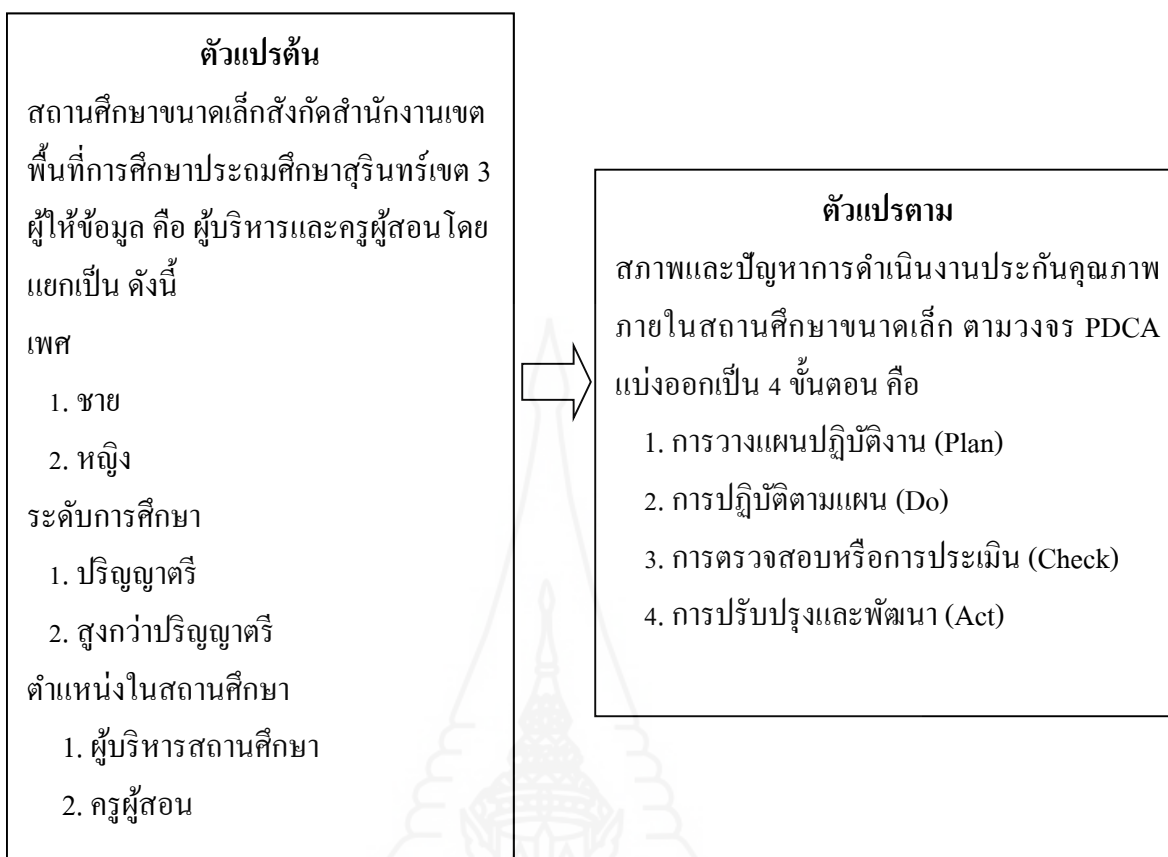 ตัวแปรต้น
สถานศึกษาขนาดเล็กสังกัดสำนักงานเขต
พื้นที่การศึกษาประถมศึกษาสุรินทร์เขต 3
ผู้ให้ข้อมูล คือ ผู้บริหารและครูผู้สอนโดย
แยกเป็น ดังนี้
เพศ
1. ชาย
2. หญิง
ระดับการศึกษา
1. ปริญญาตรี
2. สูงกว่าปริญญาตรี
ตำแหน่งในสถานศึกษา
1. ผู้บริหารสถานศึกษา
2. ครูผู้สอน
ตัวแปรตาม
สภาพและปัญหาการดำเนินงานประกันคุณภาพ
ภายในสถานศึกษาขนาดเล็ก ตามวงจร PDCA
แบ่งออกเป็น 4 ขั้นตอน คือ
1. การวางแผนปฏิบัติงาน (Plan)
2. การปฏิบัติตามแผน (Do)
3. การตรวจสอบหรือการประเมิน (Check)
4. การปรับปรุงและพัฒนา (Act)